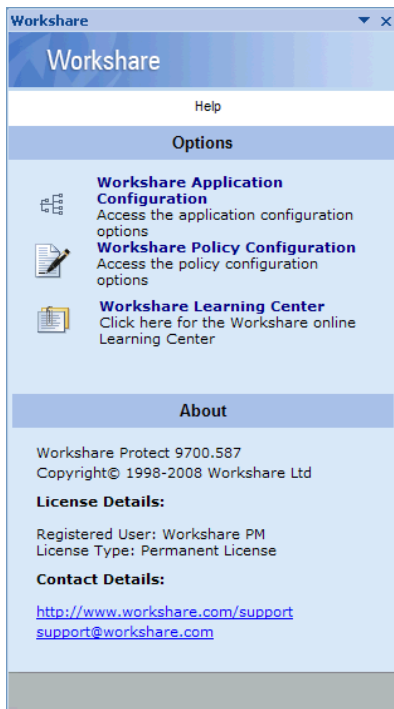 Workshare
Workshare
Help
Options
Workshare Application
Configuration
Access the application configuration
options
Workshare Policy Configuration
Access the policy configuration
options
Workshare Learning Center
Click here for the Workshare online
Learning Center
About
Workshare Protect 9700.587
Copyright© 1998-2008 Workshare Ltd
License Details:
Registered User: Workshare PM
License Type: Permanent License
Contact Details:
http://www.workshare.com/support
support@workshare.com